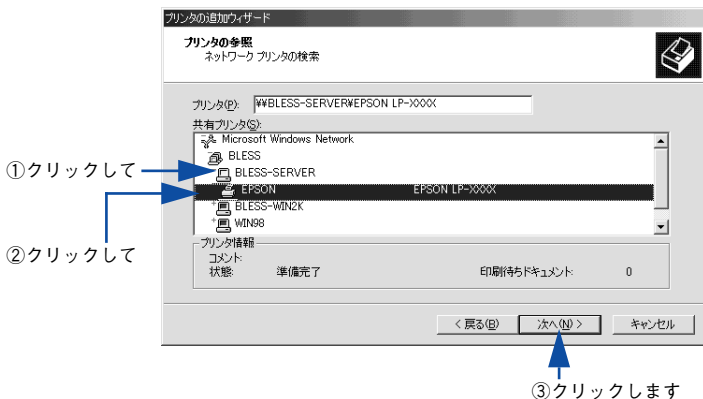 プリンタの追加ウィザード
プリンタの参照
ネットワーク プリンタの検索
プリンタ(P): ¥¥BLESS-SERVER¥EPSON LP-XXXX
共有プリンタ(S):
Microsoft Windows Network
BLESS
①クリックして
BLESS-SERVER
EPSON EPSON LP-XXXX
BLESS-WIN2K
WIN98
②クリックして
プリンタ情報
コメント:
状態: 準備完了 印刷待ちドキュメント: 0
< 戻る(B) 次へ(N) > キャンセル
③クリックします